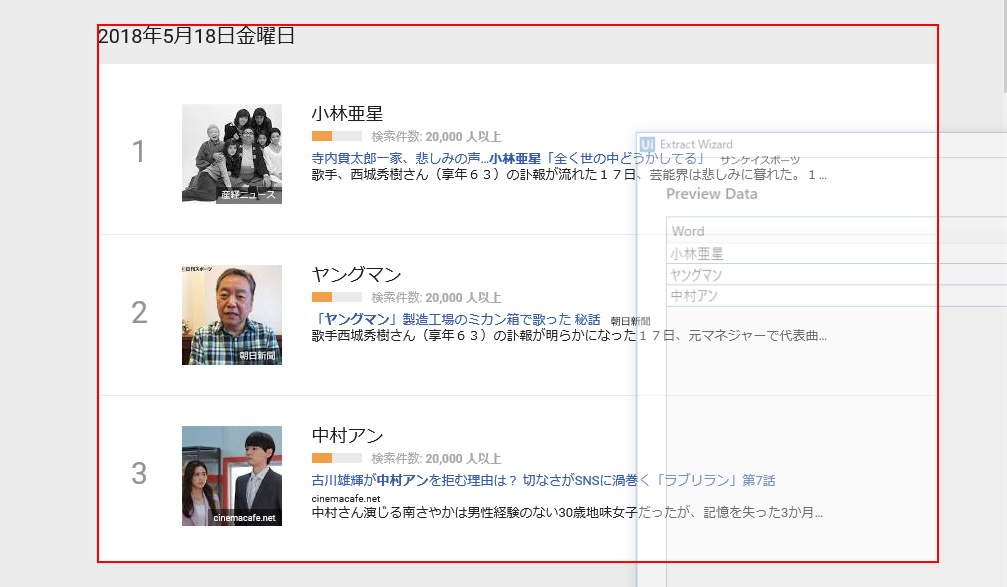 2018年5月18日金曜日
1
小林亜星
検索件数: 20,000 人以上
寺内貫太郎一家、悲しみの声...小林亜星「全く世の中どうかしてる」 サンケイスポーツ
歌手、西城秀樹さん（享年６３）の訃報が流れた１７日、芸能界は悲しみに暮れた。１...
産経ニュース
2
日刊スポーツ
ヤングマン
検索件数: 20,000 人以上
「ヤングマン」製造工場のミカン箱で歌った 秘話 朝日新聞
歌手西城秀樹さん（享年６３）の訃報が明らかになった１７日、元マネジャーで代表曲...
朝日新聞
3
中村アン
検索件数: 20,000 人以上
古川雄輝が中村アンを拒む理由は？ 切なさがSNSに渦巻く「ラブリラン」第7話
cinemacafe.net
中村さん演じる南さやかは男性経験のない30歳地味女子だったが、記憶を失った3か月...
cinemacafe.net
Ui Extract Wizard
Preview Data
Word
小林亜星
ヤングマン
中村アン